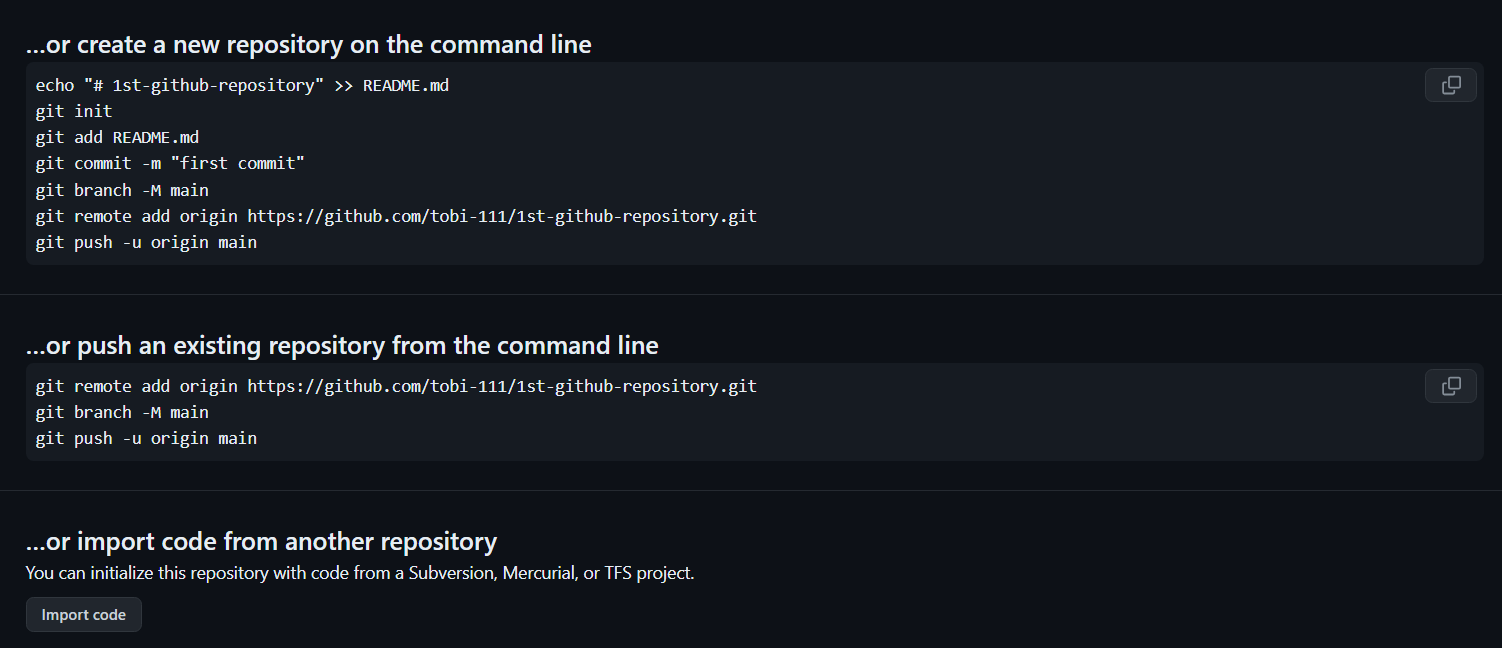 ...or create a new repository on the command line
echo "# 1st-github-repository" >> README.md
git init
git add README.md
git commit -m "first commit"
git branch -M main
git remote add origin https://github.com/tobi-111/1st-github-repository.git
git push -u origin main
...or push an existing repository from the command line
git remote add origin https://github.com/tobi-111/1st-github-repository.git
git branch -M main
git push -u origin main
...or import code from another repository
You can initialize this repository with code from a Subversion, Mercurial, or TFS project.
Import code